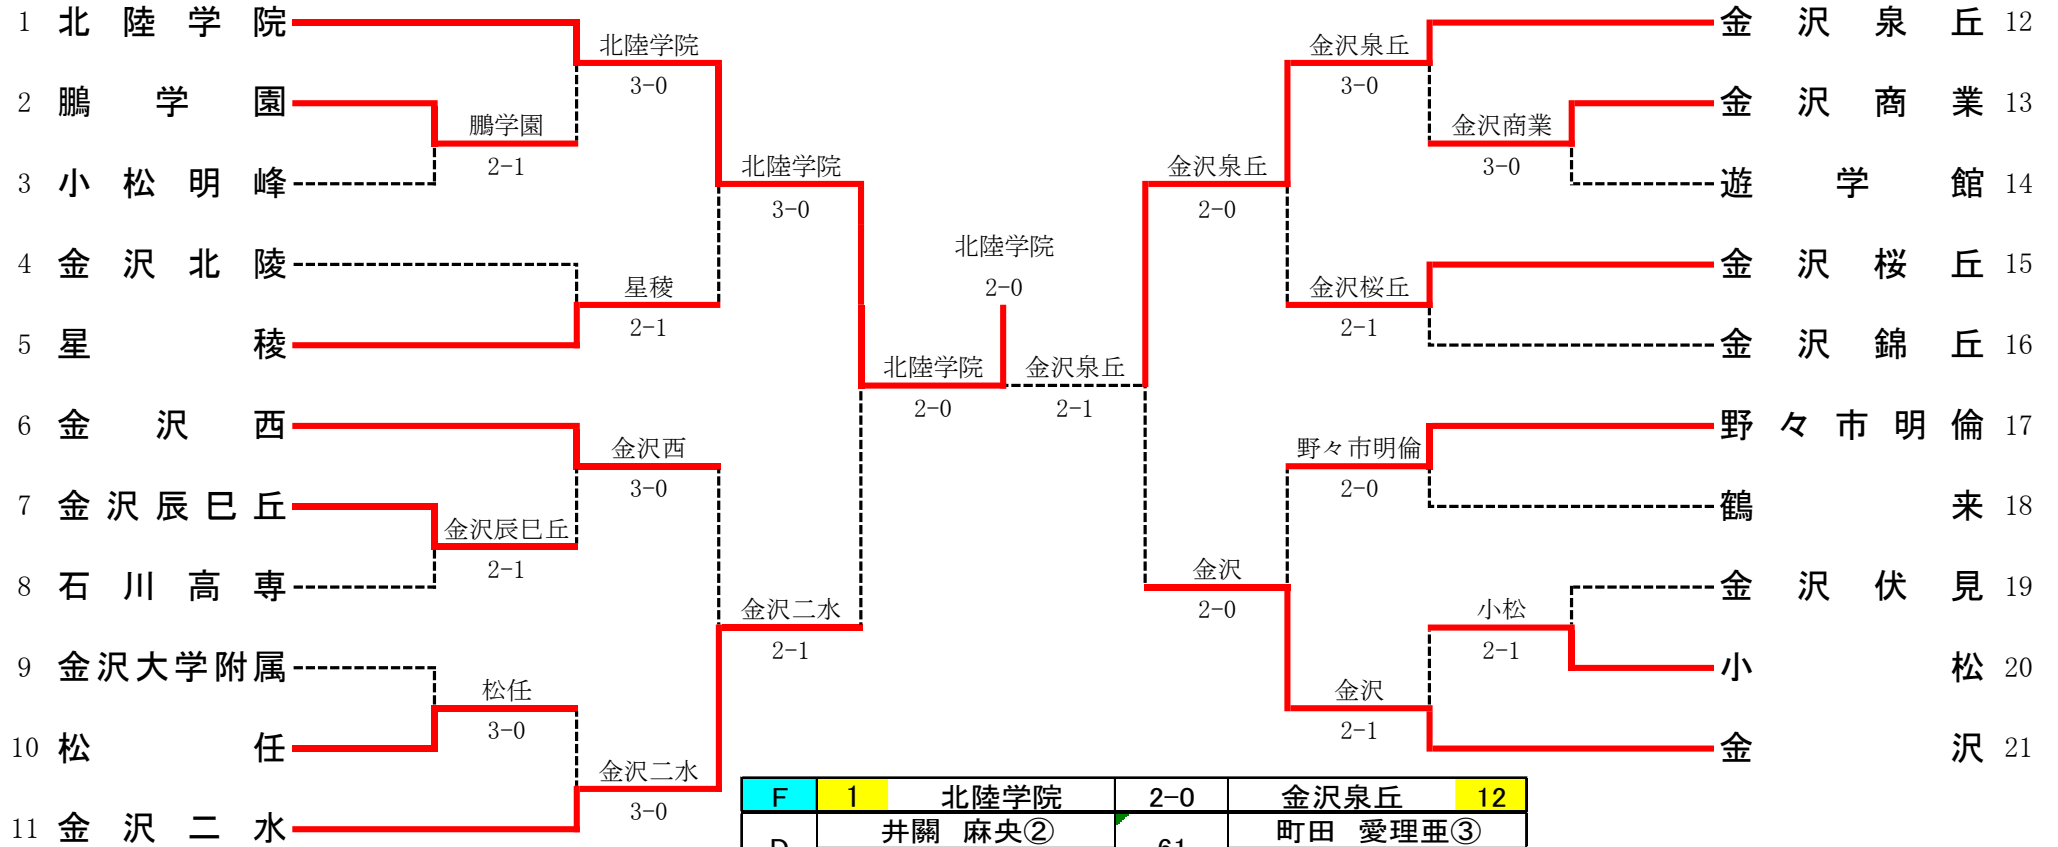 1 北陸学院
2 鵬学園
3 小松明峰
4 金沢北陵
5 星稜
6 金沢西
7 金沢辰巳丘
8 石川高専
9 金沢大学附属
10 松任
11 金沢二水
鵬学園
2-1
金沢辰巳丘
2-1
松任
3-0
北陸学院
3-0
星稜
2-1
金沢西
3-0
金沢二水
3-0
北陸学院
3-0
金沢二水
2-1
北陸学院
2-0
北陸学院
2-0
金沢泉丘
2-1
金沢泉丘
2-0
金沢
2-0
金沢泉丘
3-0
金沢桜丘
2-1
野々市明倫
2-0
金沢
2-1
金沢商業
3-0
小松
2-1
金沢泉丘 12
金沢商業 13
遊学館 14
金沢桜丘 15
金沢錦丘 16
野々市明倫 17
鶴来 18
金沢伏見 19
小松 20
金沢 21
F 1 北陸学院 2-0 金沢泉丘 12
D 井關 麻央② 61 町田 愛理亜③